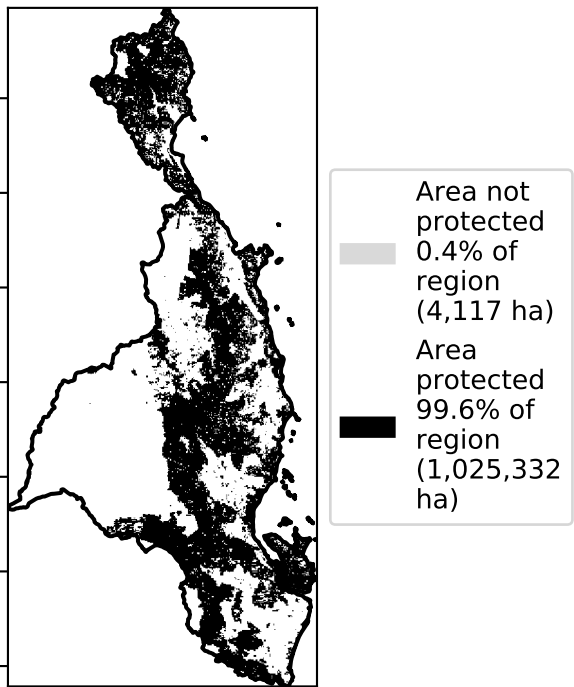 Area not
protected
0.4% of
region
(4,117 ha)
Area
protected
99.6% of
region
(1,025,332
ha)